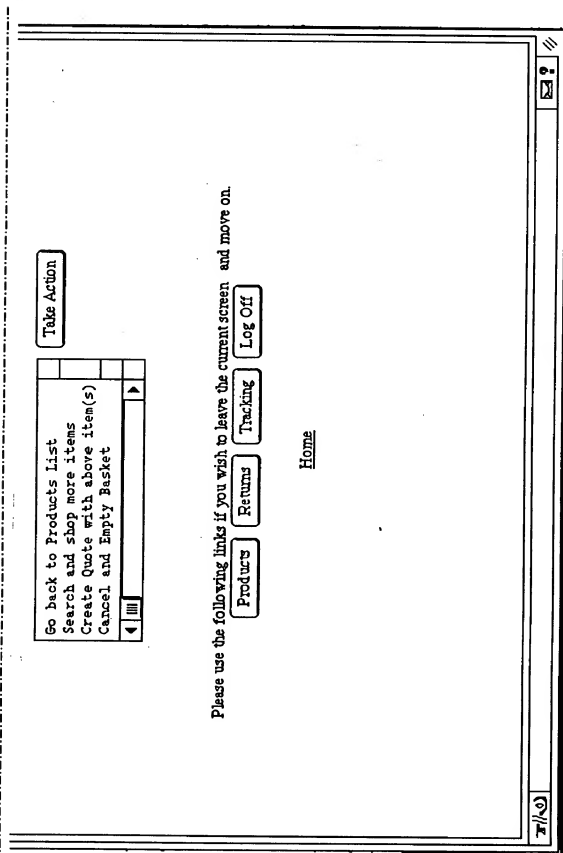 Go back to Products List
Search and shop more items
Create Quote with above item(s)
Cancel and Empty Basket
Take Action
Please use the following links if you wish to leave the current screen and move on.
Products Returns Tracking Log Off
Home